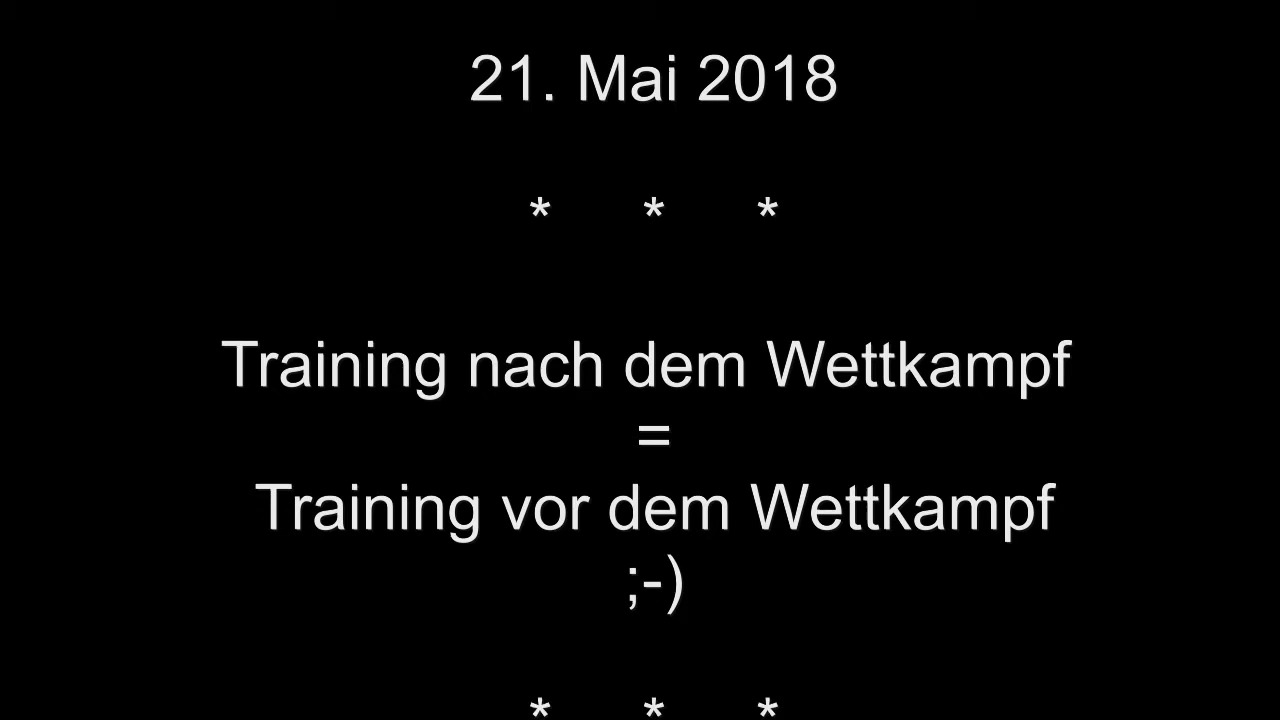 21. Mai 2018
* * *
Training nach dem Wettkampf
=
Training vor dem Wettkampf
;-)
* * *